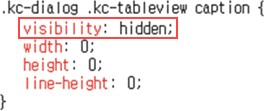 .kc-dialog .kc-tableview caption {
visibility: hidden;
width: 0;
height: 0;
line-height: 0;
}